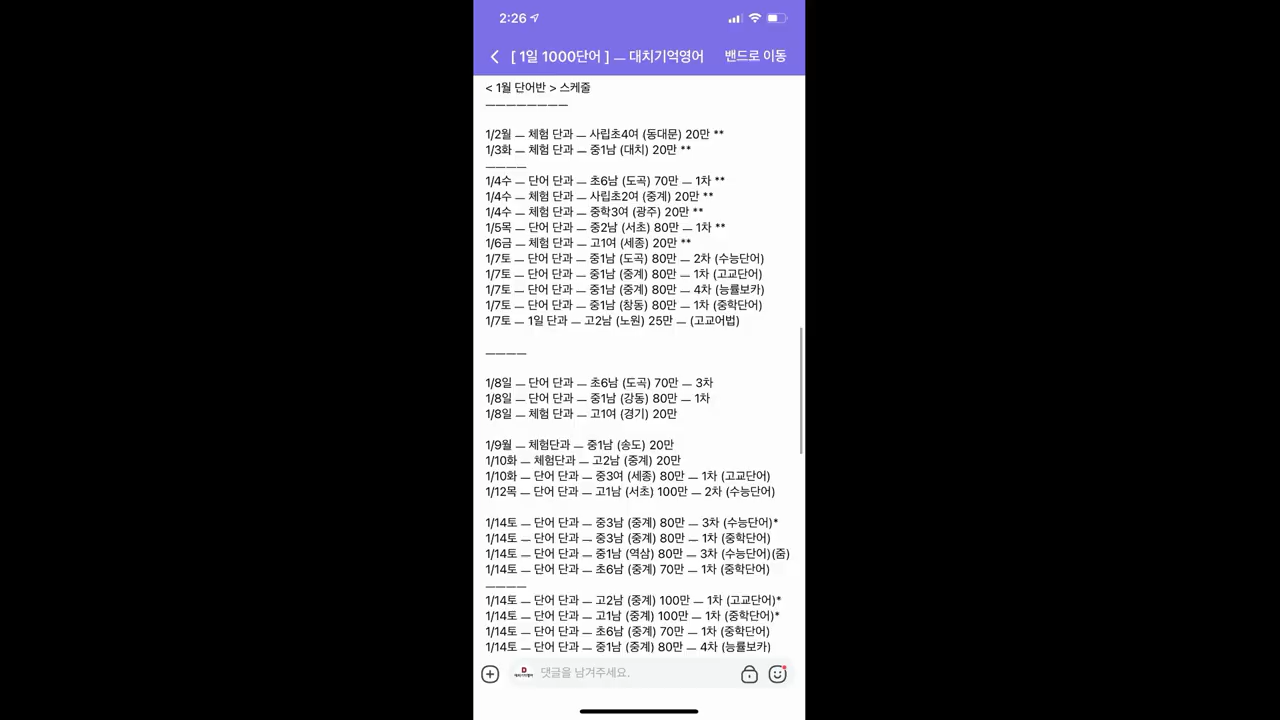 2:26
[ 1일 1000단어 ] — 대치기억영어
밴드로 이동
< 1월 단어반 > 스케줄
————————
1/2월 — 체험 단과 — 사립초4여 (동대문) 20만 **
1/3화 — 체험 단과 — 중1남 (대치) 20만 **
————
1/4수 — 단어 단과 — 초6남 (도곡) 70만 — 1차 **
1/4수 — 체험 단과 — 사립초2여 (중계) 20만 **
1/4수 — 체험 단과 — 중학3여 (광주) 20만 **
1/5목 — 단어 단과 — 중2남 (서초) 80만 — 1차 **
1/6금 — 체험 단과 — 고1여 (세종) 20만 **
1/7토 — 단어 단과 — 중1남 (도곡) 80만 — 2차 (수능단어)
1/7토 — 단어 단과 — 중1남 (중계) 80만 — 1차 (고교단어)
1/7토 — 단어 단과 — 중1남 (중계) 80만 — 4차 (능률보카)
1/7토 — 단어 단과 — 중1남 (창동) 80만 — 1차 (중학단어)
1/7토 — 1일 단과 — 고2남 (노원) 25만 — (고교어법)
————
1/8일 — 단어 단과 — 초6남 (도곡) 70만 — 3차
1/8일 — 단어 단과 — 중1남 (강동) 80만 — 1차
1/8일 — 체험 단과 — 고1여 (경기) 20만
1/9월 — 체험단과 — 중1남 (송도) 20만
1/10화 — 체험단과 — 고2남 (중계) 20만
1/10화 — 단어 단과 — 중3여 (세종) 80만 — 1차 (고교단어)
1/12목 — 단어 단과 — 고1남 (서초) 100만 — 2차 (수능단어)
1/14토 — 단어 단과 — 중3남 (중계) 80만 — 3차 (수능단어)*
1/14토 — 단어 단과 — 중3남 (중계) 80만 — 1차 (중학단어)
1/14토 — 단어 단과 — 중1남 (역삼) 80만 — 3차 (수능단어)(줌)
1/14토 — 단어 단과 — 초6남 (중계) 70만 — 1차 (중학단어)
————
1/14토 — 단어 단과 — 고2남 (중계) 100만 — 1차 (고교단어)*
1/14토 — 단어 단과 — 고1남 (중계) 100만 — 1차 (중학단어)*
1/14토 — 단어 단과 — 초6남 (중계) 70만 — 1차 (중학단어)
1/14토 — 단어 단과 — 중1남 (중계) 80만 — 4차 (능률보카)
댓글을 남겨주세요.